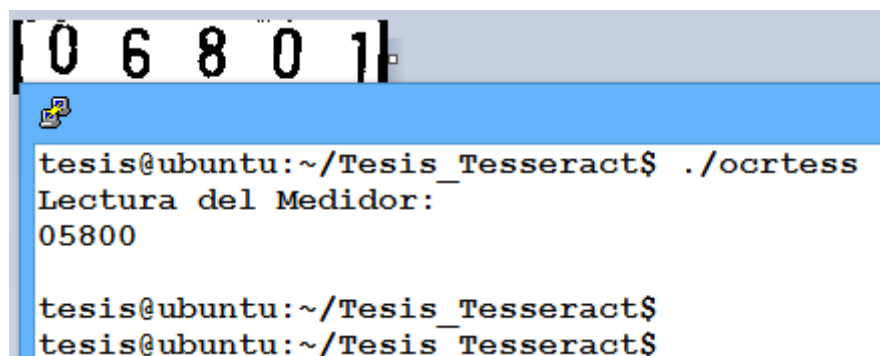 0 6 8 0 1
tesis@ubuntu:~/Tesis_Tesseract$ ./ocrtess
Lectura del Medidor:
05800
tesis@ubuntu:~/Tesis_Tesseract$
tesis@ubuntu:~/Tesis_Tesseract$